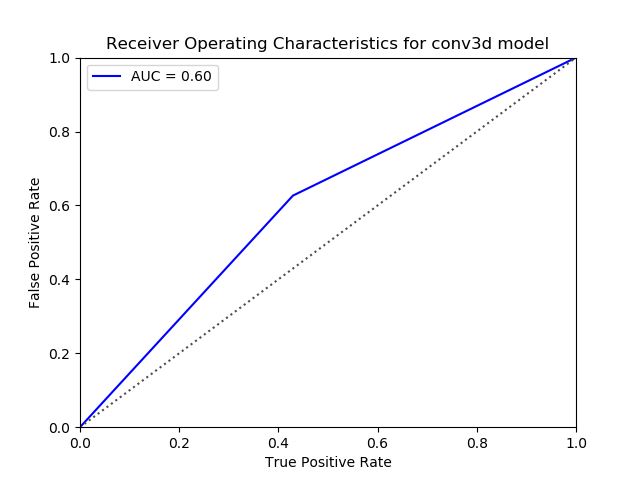 Receiver Operating Characteristics for conv3d model
AUC = 0.60
1.0
0.8
0.6
0.4
0.2
0.0
False Positive Rate
0.0 0.2 0.4 0.6 0.8 1.0
True Positive Rate